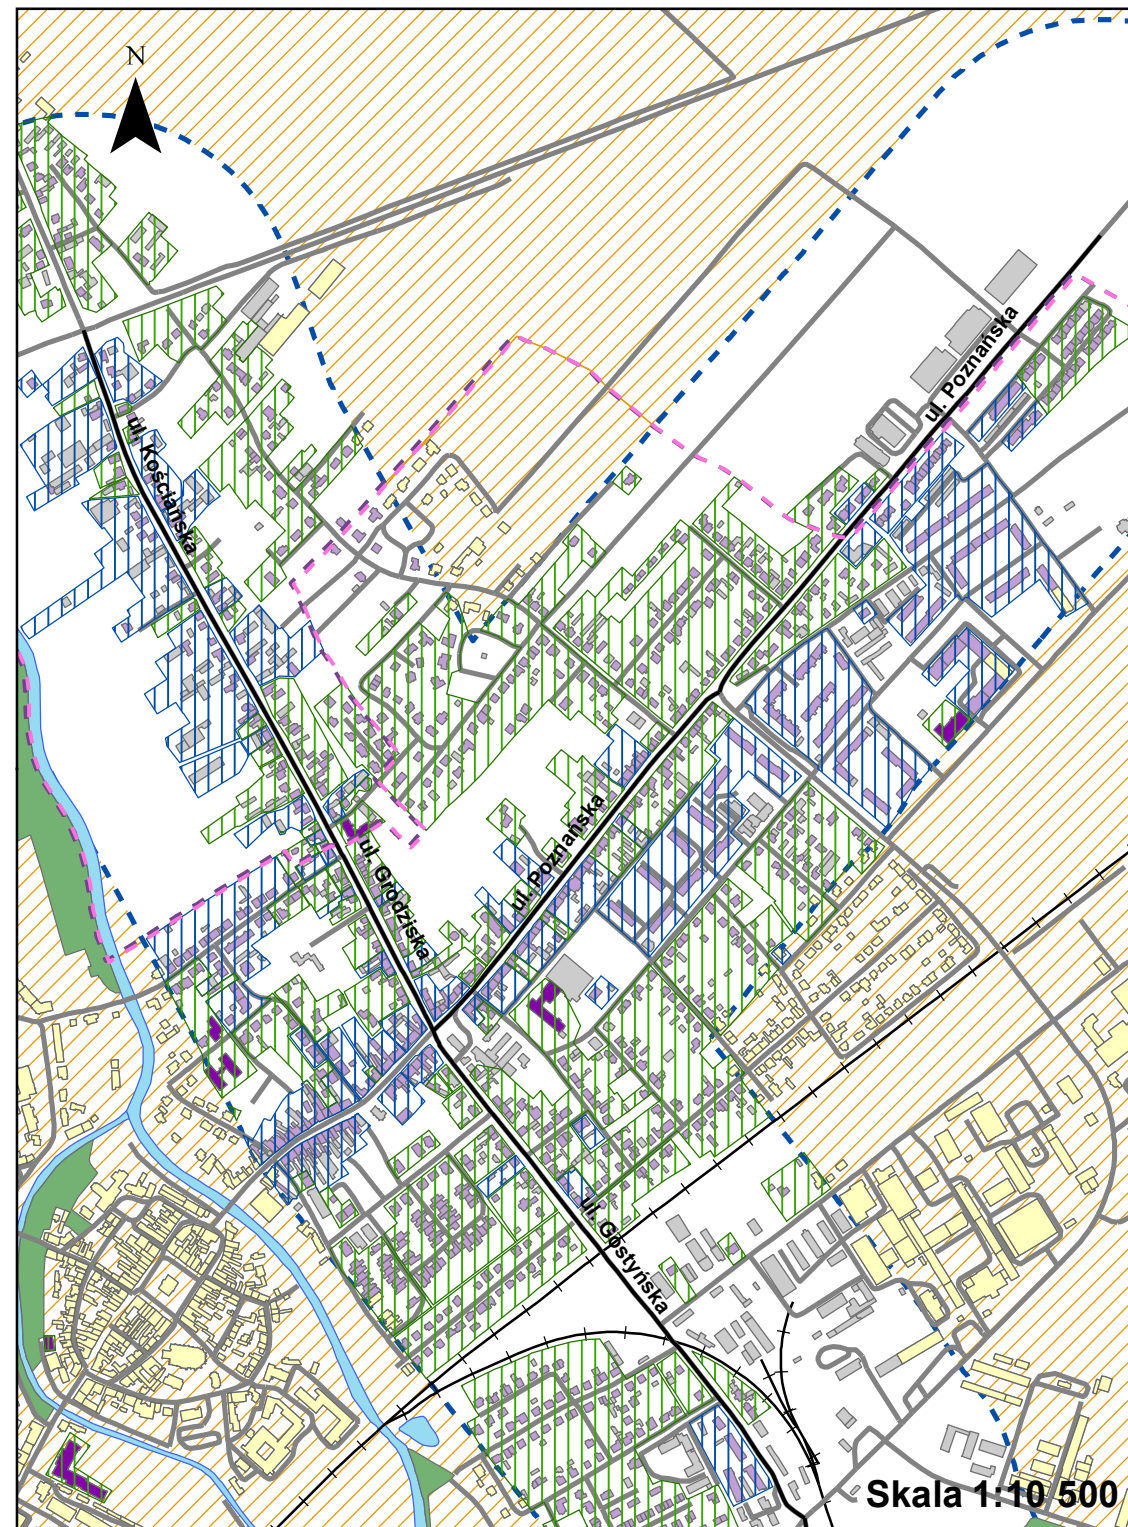 N
ul. Poznańska
ul. Kościańska
ul. Poznańska
ul. Grodziska
ul. Gostyńska
Skala 1:10 500